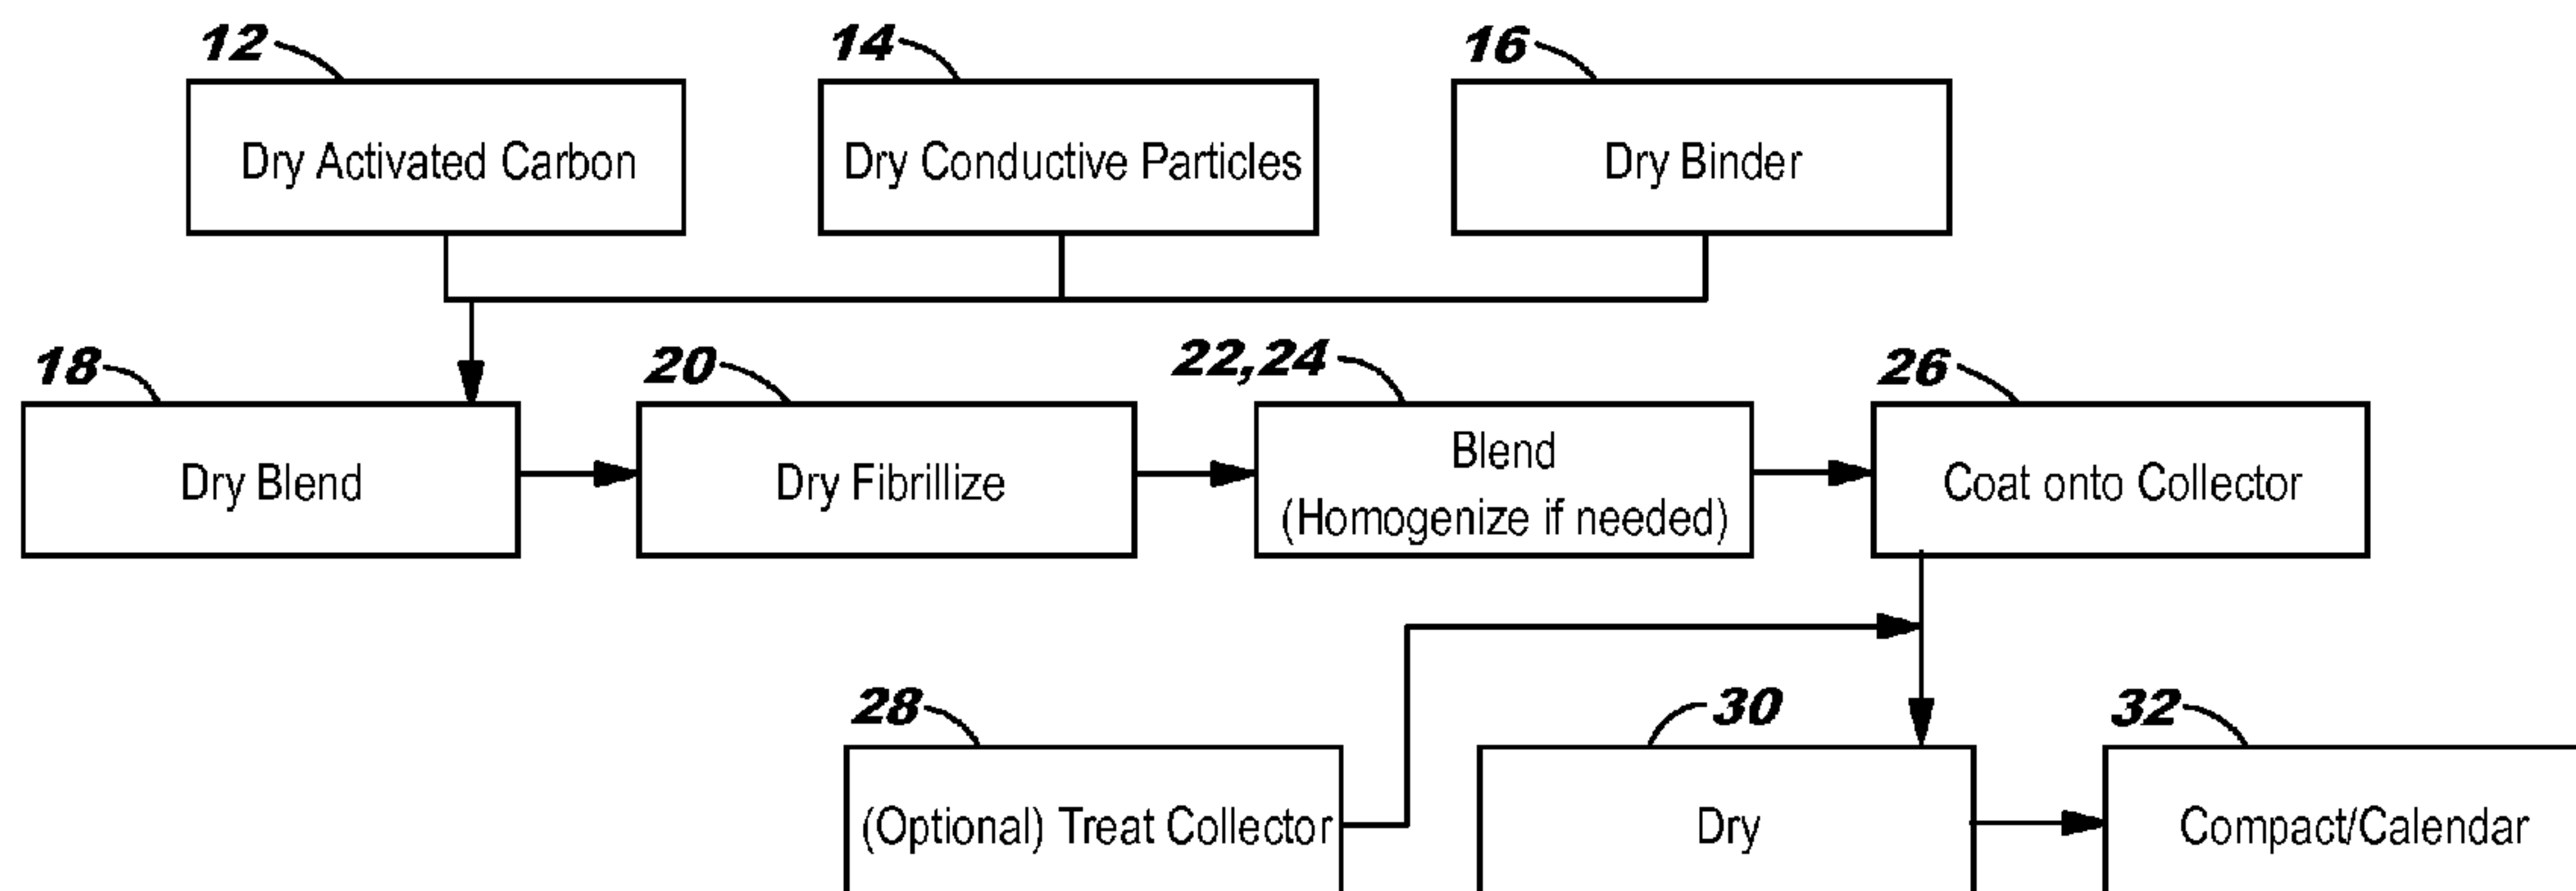 12
14
16
Dry Activated Carbon
Dry Conductive Particles
Dry Binder
18
20
22,24
26
Dry Blend
Dry Fibrillize
Blend
(Homogenize if needed)
Coat onto Collector
28
30
32
(Optional) Treat Collector
Dry
Compact/Calendar